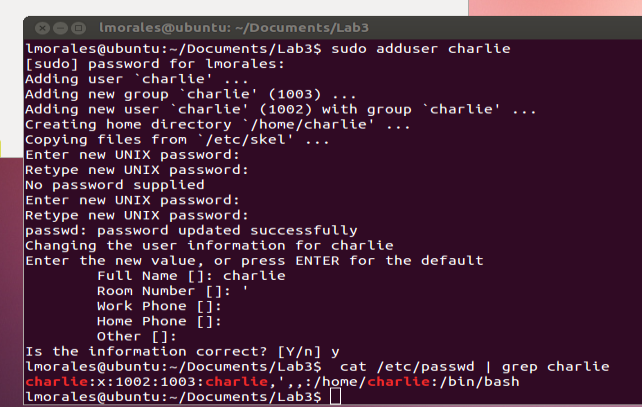 lmorales@ubuntu: ~/Documents/Lab3
lmorales@ubuntu:~/Documents/Lab3$ sudo adduser charlie
[sudo] password for lmorales:
Adding user `charlie' ...
Adding new group `charlie' (1003) ...
Adding new user `charlie' (1002) with group `charlie' ...
Creating home directory `/home/charlie' ...
Copying files from `/etc/skel' ...
Enter new UNIX password:
Retype new UNIX password:
No password supplied
Enter new UNIX password:
Retype new UNIX password:
passwd: password updated successfully
Changing the user information for charlie
Enter the new value, or press ENTER for the default
        Full Name []: charlie
        Room Number []: '
        Work Phone []:
        Home Phone []:
        Other []:
Is the information correct? [Y/n] y
lmorales@ubuntu:~/Documents/Lab3$  cat /etc/passwd | grep charlie
charlie:x:1002:1003:charlie,',,:/home/charlie:/bin/bash
lmorales@ubuntu:~/Documents/Lab3$